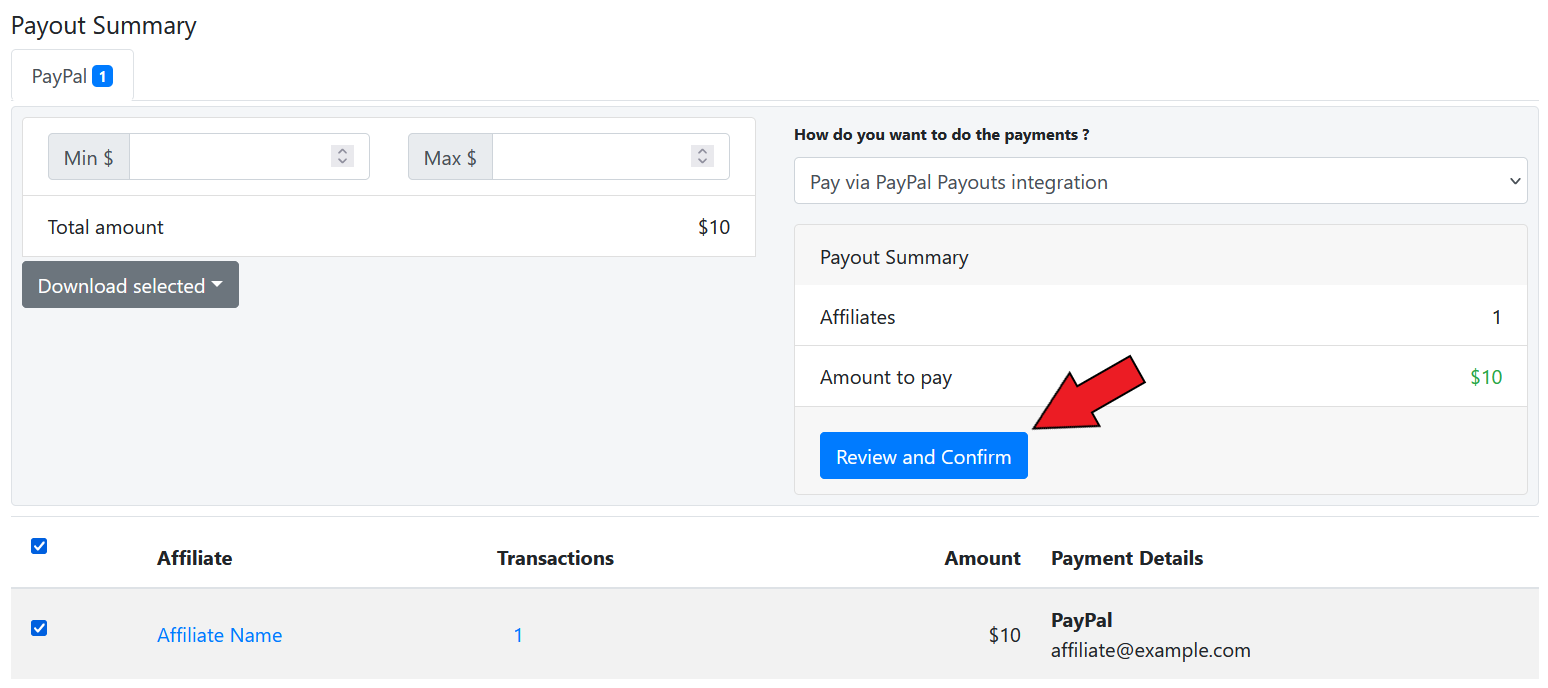 Payout Summary
PayPal 1
Min $
Max $
Total amount $10
Download selected
How do you want to do the payments ?
Pay via PayPal Payouts integration
Payout Summary
Affiliates 1
Amount to pay $10
Review and Confirm
Affiliate Transactions Amount Payment Details
Affiliate Name 1 $10 PayPal
affiliate@example.com